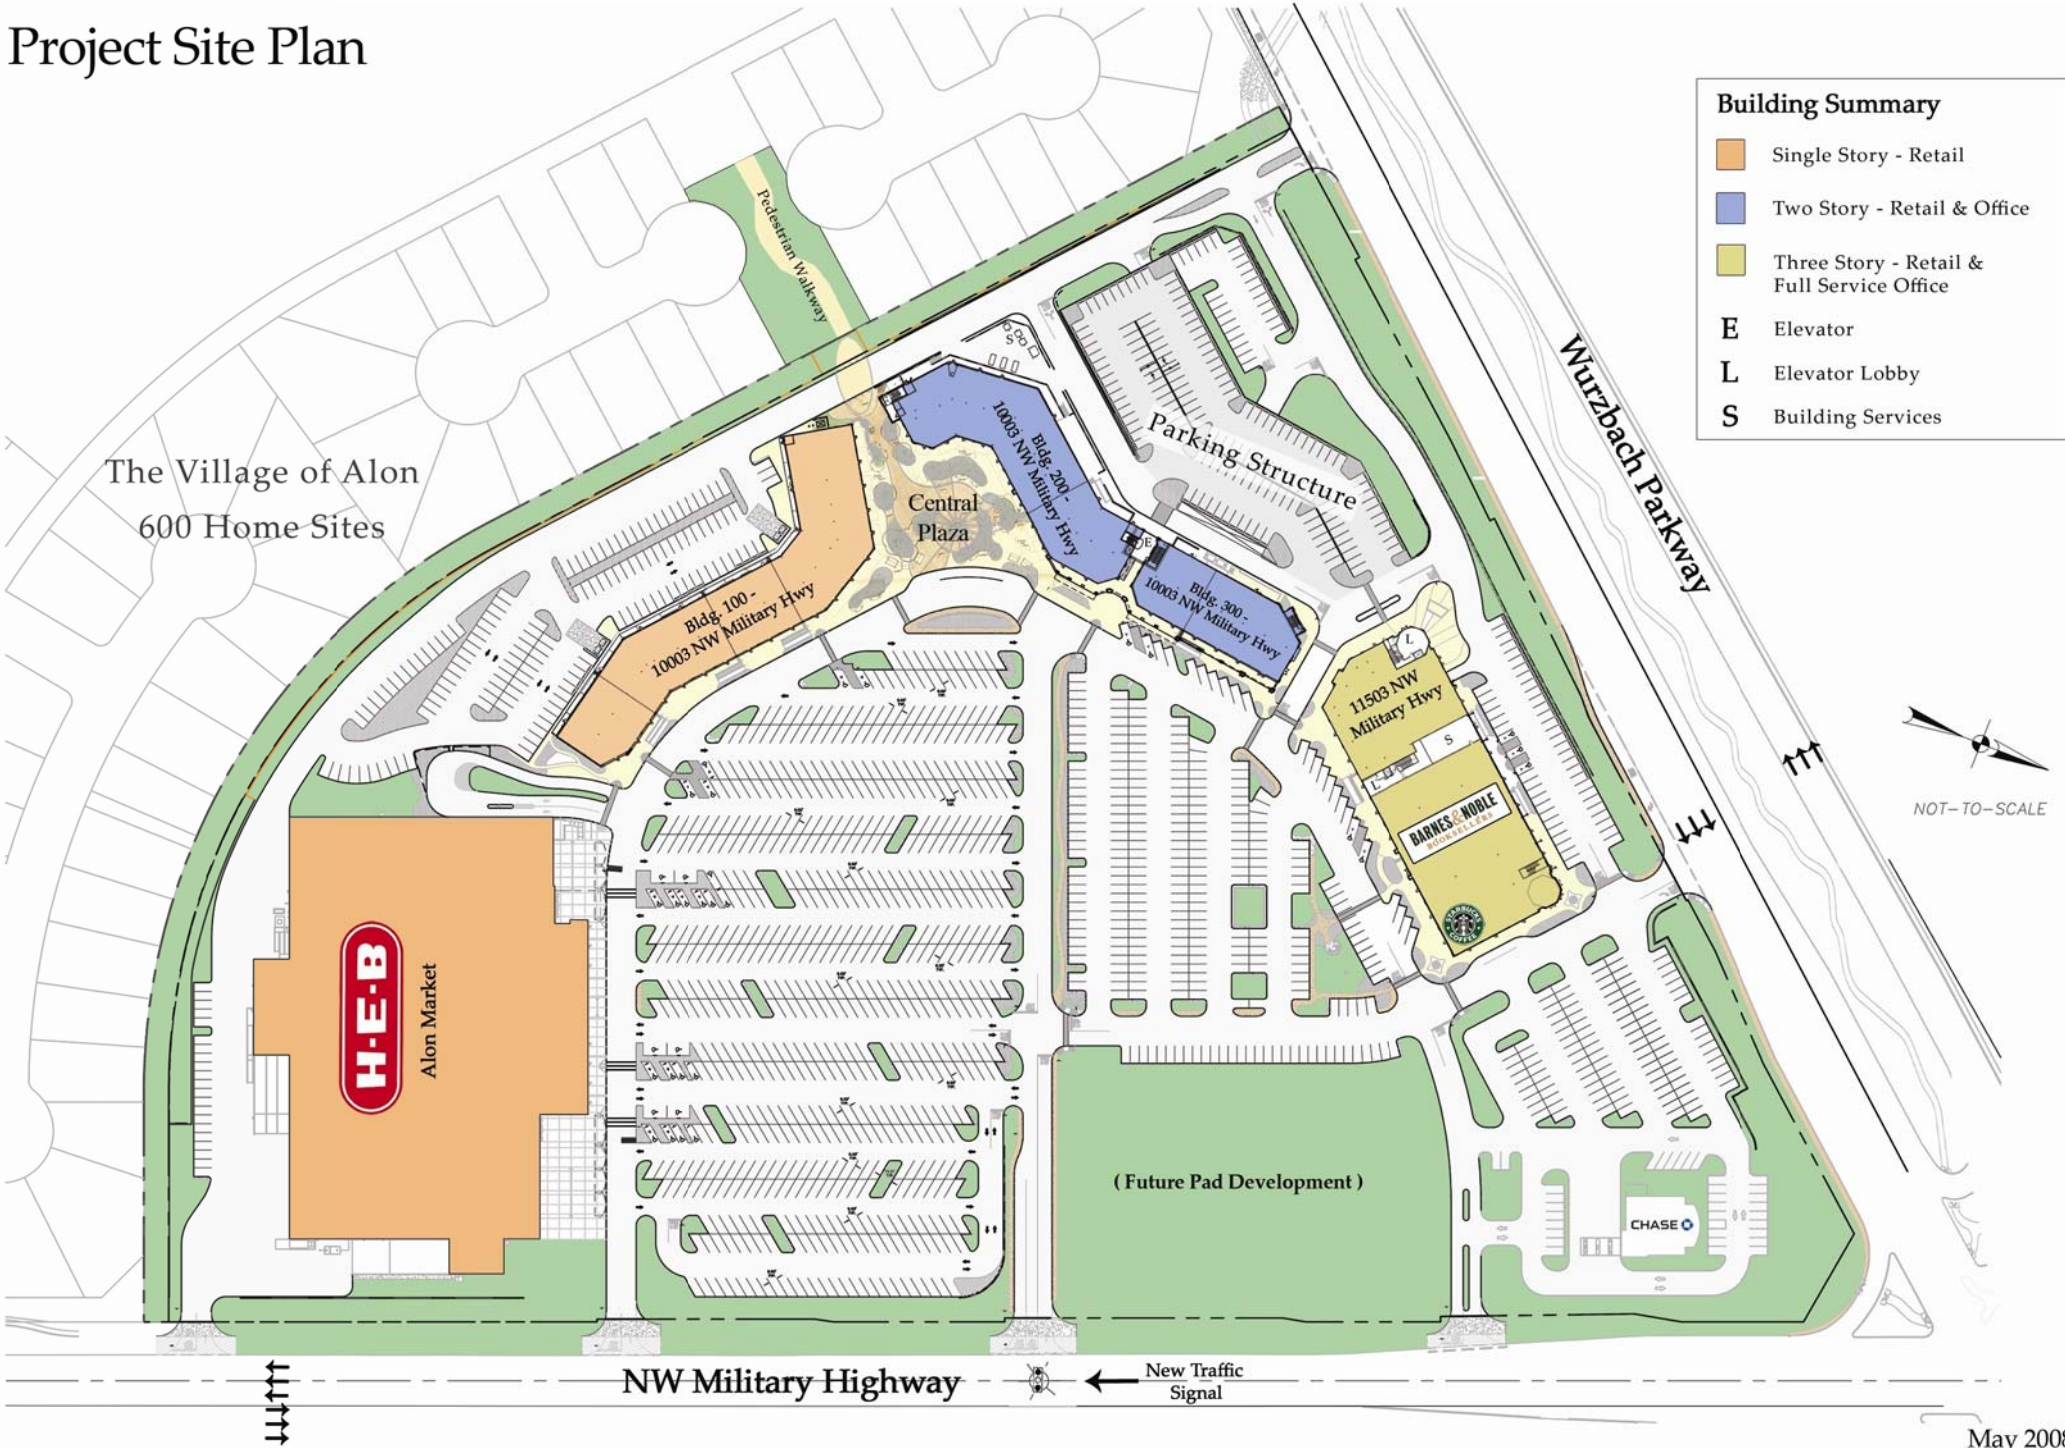 Project Site Plan
Building Summary
Single Story - Retail
Two Story - Retail & Office
Three Story - Retail &
Full Service Office
E Elevator
L Elevator Lobby
S Building Services
Pedestrian Walkway
Wurzbach Parkway
The Village of Alon
600 Home Sites
S
Bldg. 200 -
10003 NW Military Hwy
Parking Structure
Central
Plaza
E
Bldg. 100 -
10003 NW Military Hwy
Bldg. 300 -
10003 NW Military Hwy
L
11503 NW
Military Hwy
S
L
BARNES & NOBLE
BOOKSELLERS
STARBUCKS
COFFEE
NOT-TO-SCALE
H-E-B
Alon Market
( Future Pad Development )
CHASE
NW Military Highway
New Traffic
Signal